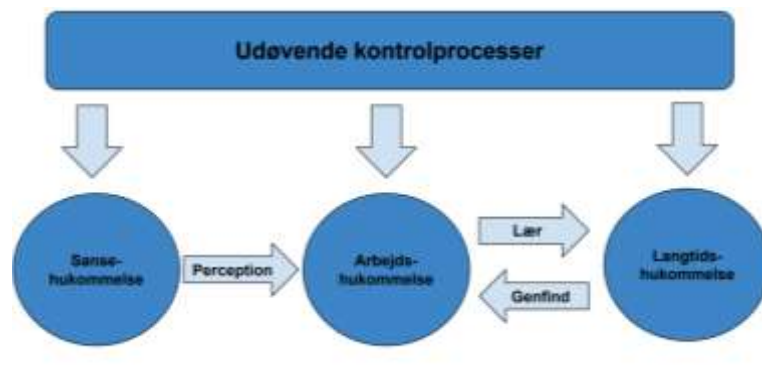 Udøvende kontrolprocesser
Sanse-
hukommelse
Perception
Arbejds-
hukommelse
Lær
Genfind
Langtids-
hukommelse